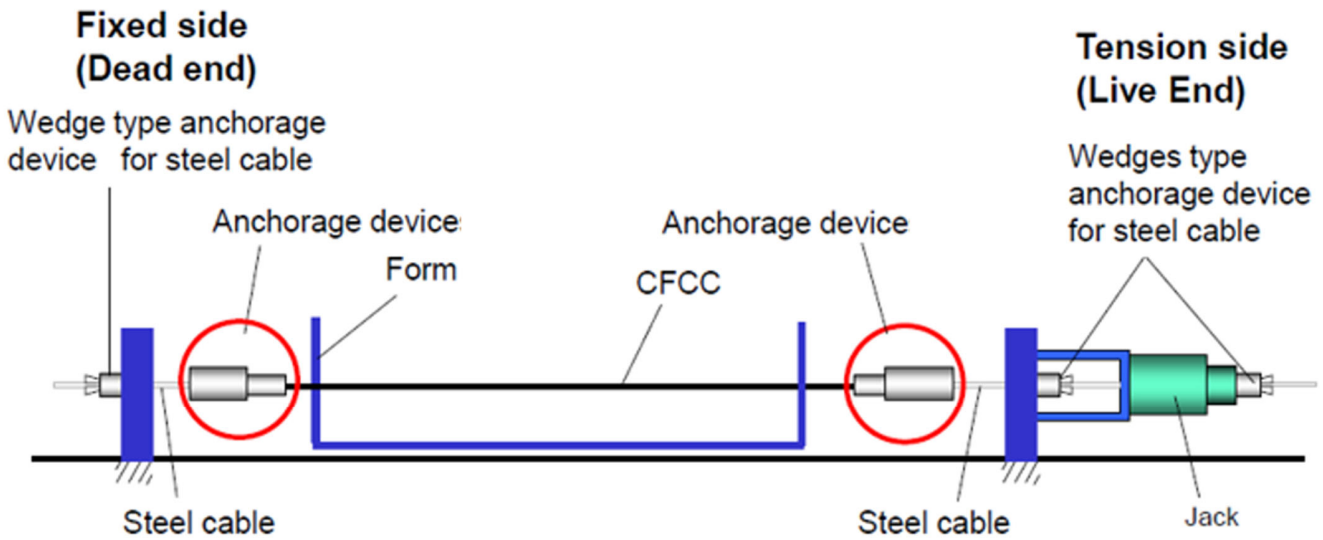 Fixed side
(Dead end)
Wedge type anchorage
device for steel cable
Tension side
(Live End)
Wedges type
anchorage device
for steel cable
Anchorage device
Form
CFCC
Anchorage device
Steel cable
Steel cable
Jack